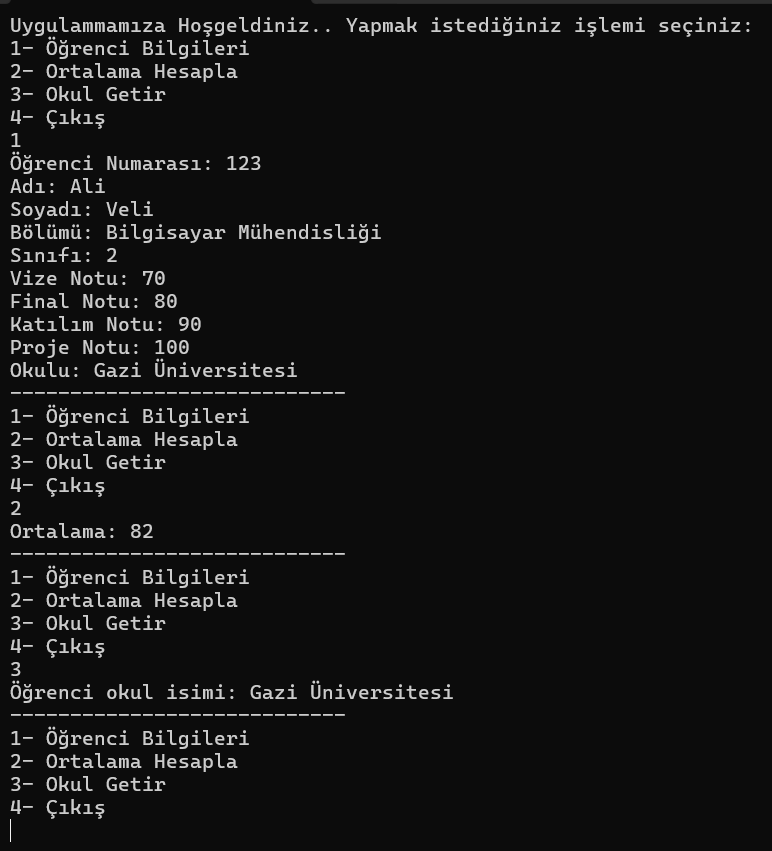 Uygulammamıza Hoşgeldiniz.. Yapmak istediğiniz işlemi seçiniz:
1- Öğrenci Bilgileri
2- Ortalama Hesapla
3- Okul Getir
4- Çıkış
1
Öğrenci Numarası: 123
Adı: Ali
Soyadı: Veli
Bölümü: Bilgisayar Mühendisliği
Sınıfı: 2
Vize Notu: 70
Final Notu: 80
Katılım Notu: 90
Proje Notu: 100
Okulu: Gazi Üniversitesi
----------------------------
1- Öğrenci Bilgileri
2- Ortalama Hesapla
3- Okul Getir
4- Çıkış
2
Ortalama: 82
----------------------------
1- Öğrenci Bilgileri
2- Ortalama Hesapla
3- Okul Getir
4- Çıkış
3
Öğrenci okul isimi: Gazi Üniversitesi
----------------------------
1- Öğrenci Bilgileri
2- Ortalama Hesapla
3- Okul Getir
4- Çıkış